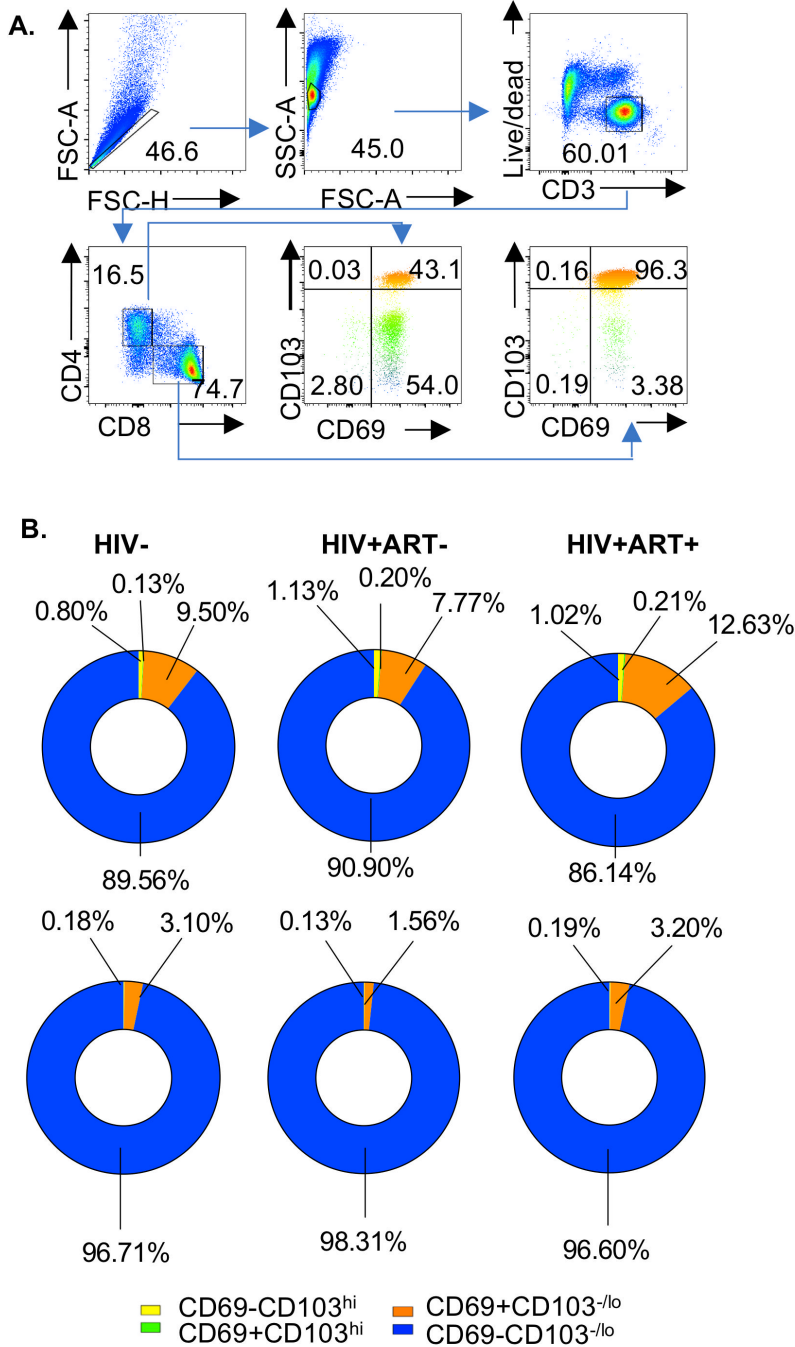 A.
FSC-A
46.6
FSC-H
SSC-A
45.0
FSC-A
Live/dead
60.01
CD3
CD4
16.5
74.7
CD8
CD103
0.03
43.1
2.80
54.0
CD69
CD103
0.16
96.3
0.19
3.38
CD69
B.
HIV-
HIV+ART-
HIV+ART+
0.80%
0.13%
9.50%
89.56%
1.13%
0.20%
7.77%
90.90%
1.02%
0.21%
12.63%
86.14%
0.18%
3.10%
96.71%
0.13%
1.56%
98.31%
0.19%
3.20%
96.60%
CD69-CD103hi
CD69+CD103hi
CD69+CD103-/lo
CD69-CD103-/lo